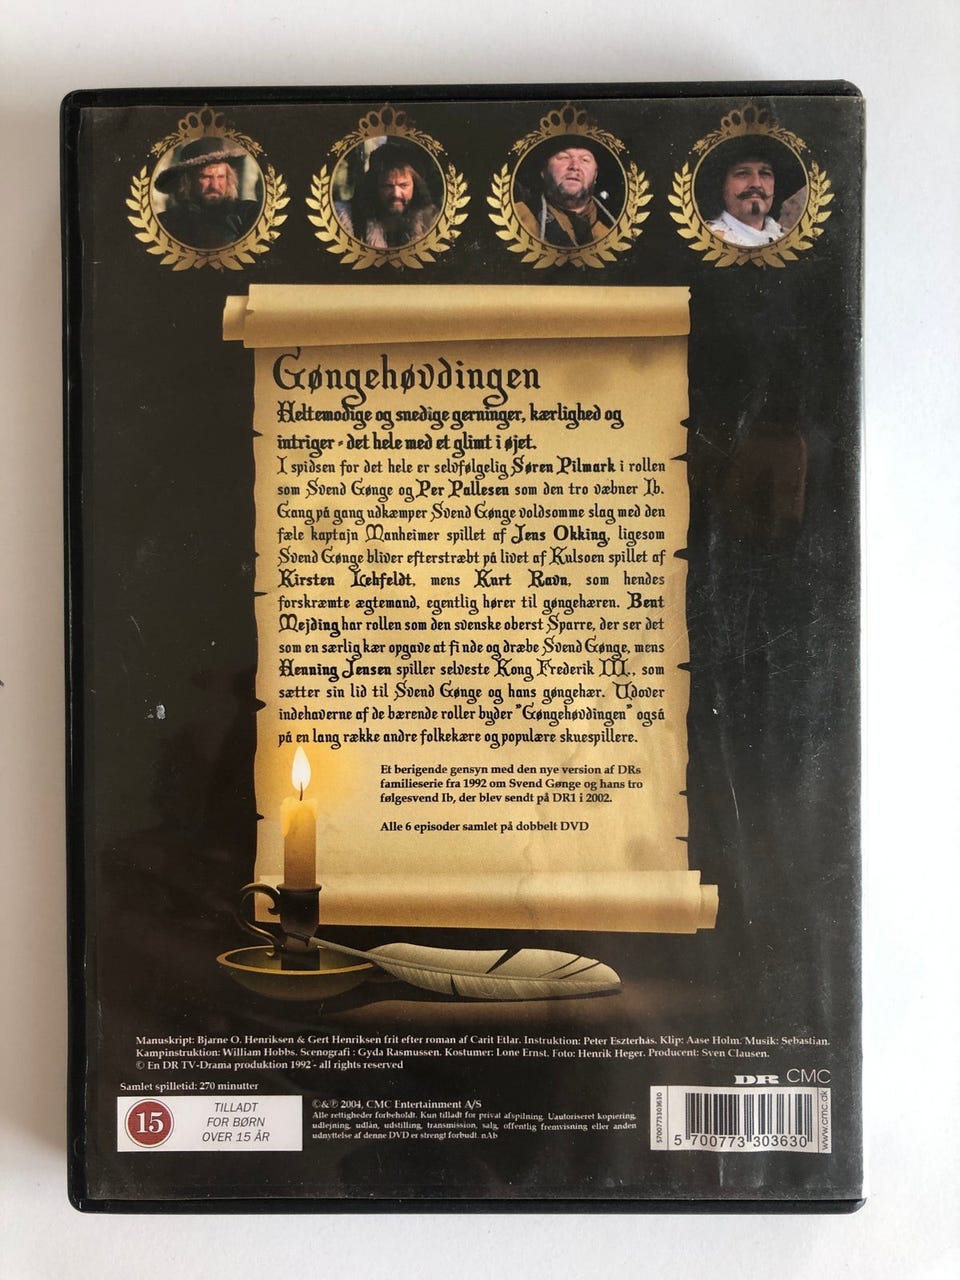 Gøngehøvdingen
Heltemodige og snedige gerninger, kærlighed og
intriger - det hele med et glimt i øjet.
I spidsen for det hele er selvfølgelig Søren Pilmark i rollen
som Svend Gønge og Per Pallesen som den tro væbner Ib.
Gang på gang udkæmper Svend Gønge voldsomme slag med den
fæle kaptajn Manheimer spillet af Jens Okking, ligesom
Svend Gønge bliver efterstræbt på livet af Kulsoen spillet af
Kirsten Lehfeldt, mens Kurt Ravn, som hendes
forskræmte ægtemand, egentlig hører til gøngehæren. Bent
Mejding har rollen som den svenske oberst Sparre, der ser det
som en særlig kær opgave at finde og dræbe Svend Gønge, mens
Henning Jensen spiller selveste Kong Frederik III., som
sætter sin lid til Svend Gønge og hans gøngehær. Udover
indehaverne af de bærende roller byder "Gøngehøvdingen" også
på en lang række andre folkekære og populære skuespillere.
Et berigende gensyn med den nye version af DRs
familieserie fra 1992 om Svend Gønge og hans tro
følgesvend Ib, der blev sendt på DR1 i 2002.
Alle 6 episoder samlet på dobbelt DVD
Manuskript: Bjarne O. Henriksen & Gert Henriksen frit efter roman af Carit Etlar. Instruktion: Peter Eszterhás. Klip: Aase Holm. Musik: Sebastian.
Kampinstruktion: William Hobbs. Scenografi : Gyda Rasmussen. Kostumer: Lone Ernst. Foto: Henrik Heger. Producent: Sven Clausen.
© En DR TV-Drama produktion 1992 - all rights reserved
DR CMC
Samlet spilletid: 270 minutter
15
TILLADT
FOR BØRN
OVER 15 ÅR
©&℗ 2004, CMC Entertainment A/S
Alle rettigheder forbeholdt. Kun tilladt for privat afspilning. Uautoriseret kopiering,
udlejning, udlån, udstilling, transmission, salg, offentlig fremvisning eller anden
udnyttelse af denne DVD er strengt forbudt. nAb
5700773303630
5 700773 303630
www.cmc.dk